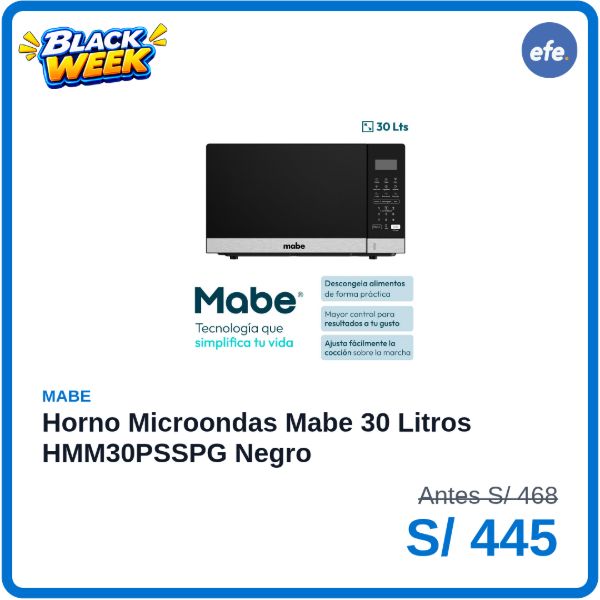 BLACK
WEEK
efe.
30 Lts
mabe
Mabe®
Tecnología que
simplifica tu vida
Descongela alimentos
de forma práctica
Mayor control para
resultados a tu gusto
Ajusta fácilmente la
cocción sobre la marcha
MABE
Horno Microondas Mabe 30 Litros
HMM30PSSPG Negro
Antes S/ 468
S/ 445